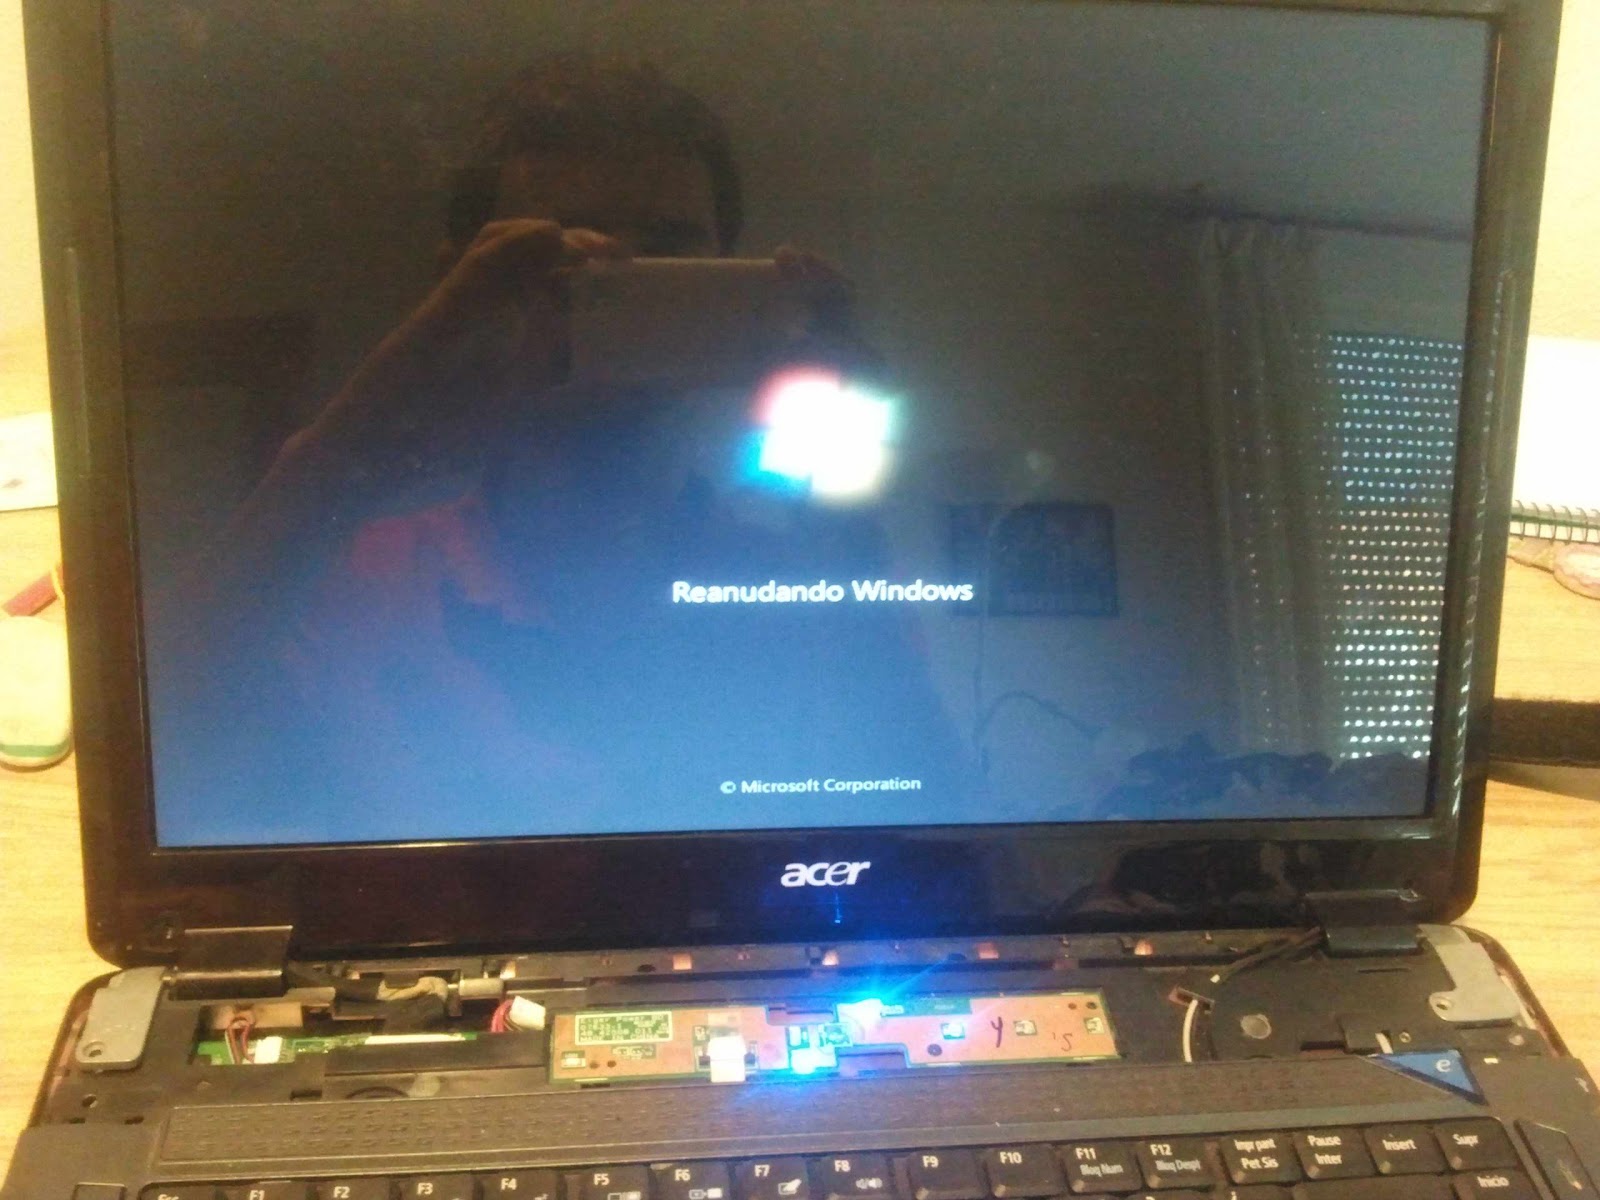 Reanudando Windows
© Microsoft Corporation
acer
e
Esc F1 F2 F3 F4 F5 F6 F7 F8 F9 F10 F11 F12 Impr pant Pause Insert Supr
Bloq Num Bloq Despl Pet Sis Inter Inicio